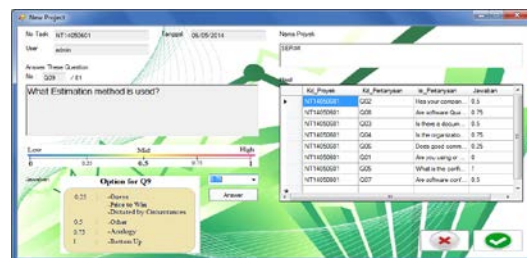 New Project
No Task NT14050601 Tanggal 06/05/2014
User admin
Nama Proyek
SERIM
Answer These Question
No Q09 / 81
What Estimation method is used?
Low Mid High
0 0.25 0.5 0.75 1
Jawaban
Option for Q9
0.25 : -Guess
-Price to Win
-Dictated by Circumstances
0.5 : -Other
0.75 : -Analogy
1 : -Bottom Up
0.75
Answer
Hasil
Kd_Proyek Kd_Pertanyaan Isi_Pertanyaan Jawaban
NT14050601 Q02 Has your compan... 0.5
NT14050601 Q08 Are software Qua... 0.75
NT14050601 Q03 Is there a docum... 0.5
NT14050601 Q04 Is the organizatio... 0.75
NT14050601 Q06 Does good comm... 0.25
NT14050601 Q01 Are you using or ... 0
NT14050601 Q05 What is the confi... 1
NT14050601 Q07 Are software conf... 0.5